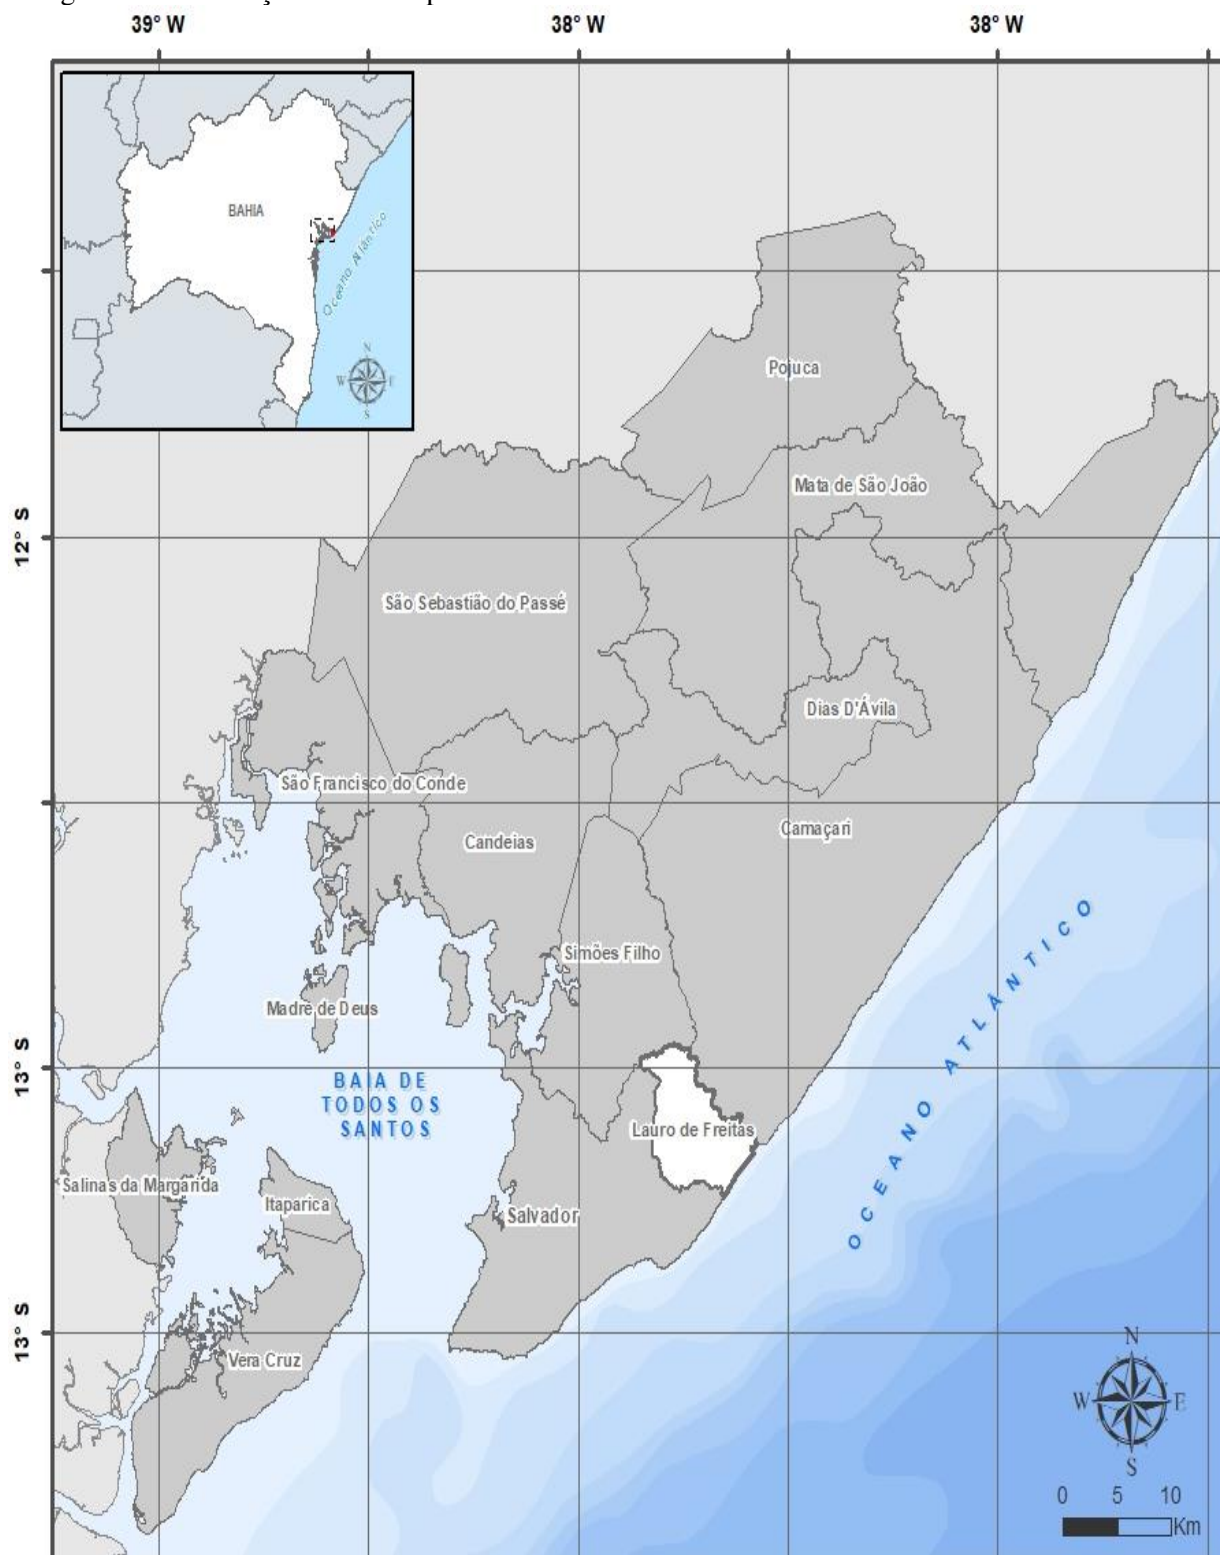 39° W
38° W
38° W
BAHIA
Oceano Atlântico
N
W
E
S
Pojuca
Mata de São João
12° S
São Sebastião do Passé
Dias D'Ávila
São Francisco do Conde
Candeias
Camaçari
Simões Filho
Madre de Deus
13° S
BAIA DE
TODOS OS
SANTOS
OCEANO ATLÂNTICO
Lauro de Freitas
Salinas da Margarida
Itaparica
Salvador
13° S
Vera Cruz
N
W
E
S
0 5 10
Km